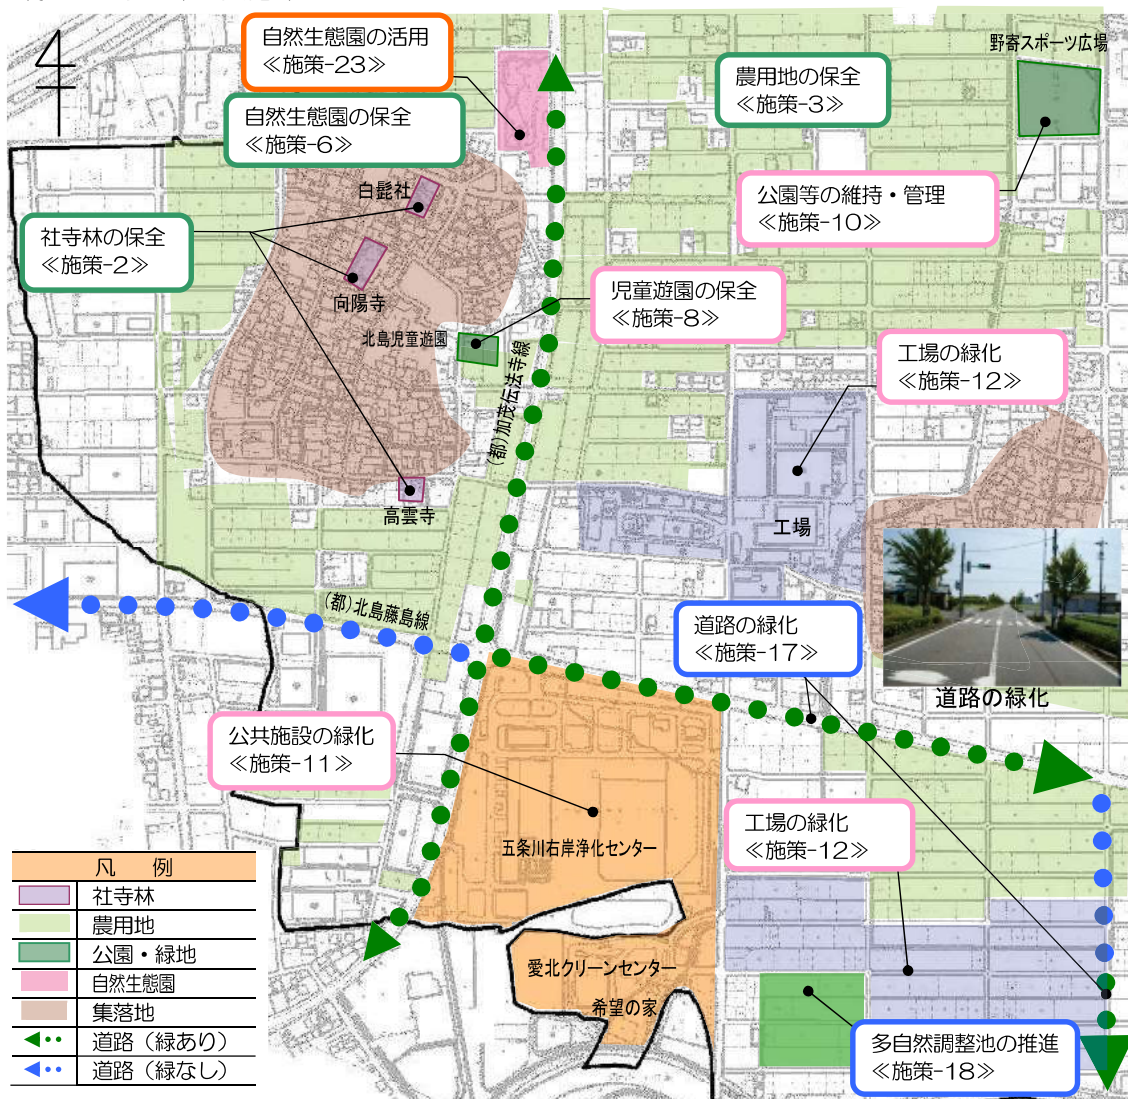 自然生態園の活用
≪施策-23≫
自然生態園の保全
≪施策-6≫
農用地の保全
≪施策-3≫
野寄スポーツ広場
公園等の維持・管理
≪施策-10≫
白髭社
社寺林の保全
≪施策-2≫
向陽寺
北島児童遊園
児童遊園の保全
≪施策-8≫
(都)加茂伝法寺線
工場の緑化
≪施策-12≫
高雲寺
工場
(都)北島藤島線
道路の緑化
≪施策-17≫
道路の緑化
公共施設の緑化
≪施策-11≫
五条川右岸浄化センター
工場の緑化
≪施策-12≫
愛北クリーンセンター
希望の家
多自然調整池の推進
≪施策-18≫
凡 例
社寺林
農用地
公園・緑地
自然生態園
集落地
道路（緑あり）
道路（緑なし）